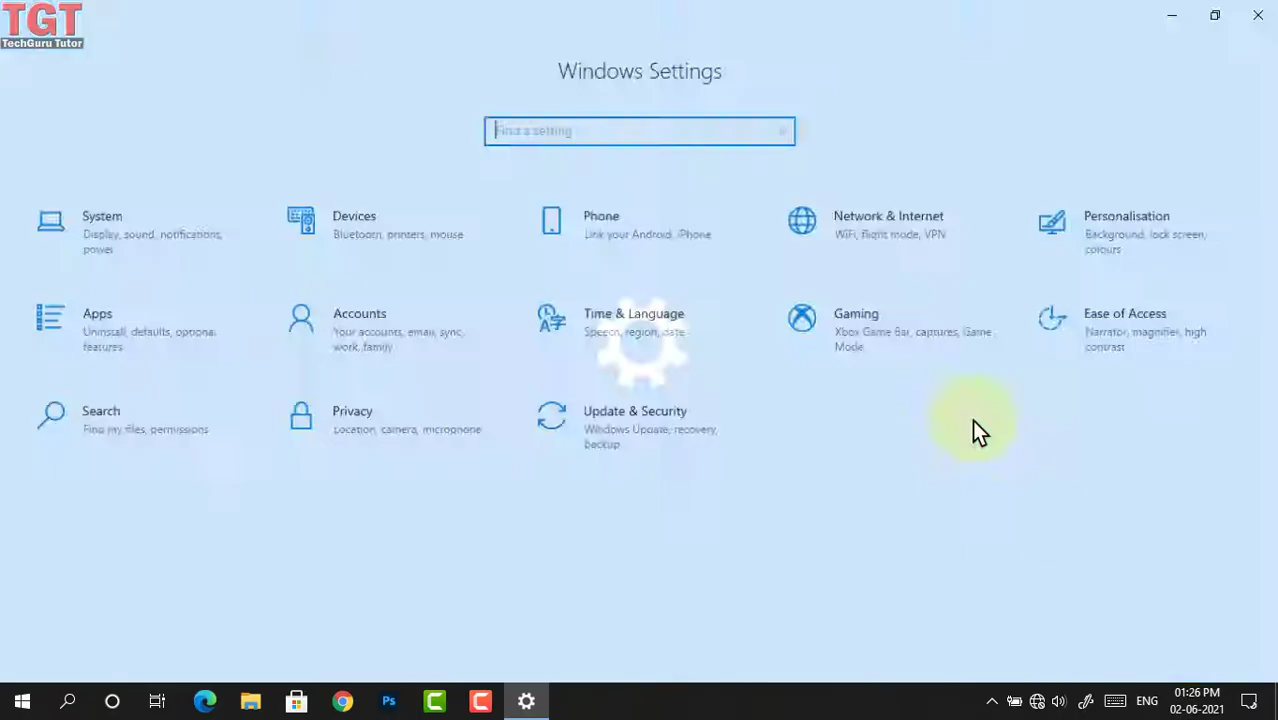 TGT
TechGuru Tutor
Windows Settings
Find a setting
System
Display, sound, notifications,
power
Devices
Bluetooth, printers, mouse
Phone
Link your Android, iPhone
Network & Internet
WiFi, flight mode, VPN
Personalisation
Background, lock screen,
colours
Apps
Uninstall, defaults, optional
features
Accounts
Your accounts, email, sync,
work, family
Time & Language
Speech, region, date
Gaming
Xbox Game Bar, captures, Game
Mode
Ease of Access
Narrator, magnifier, high
contrast
Search
Find my files, permissions
Privacy
Location, camera, microphone
Update & Security
Windows Update, recovery,
backup
Ps
ENG
01:26 PM
02-06-2021